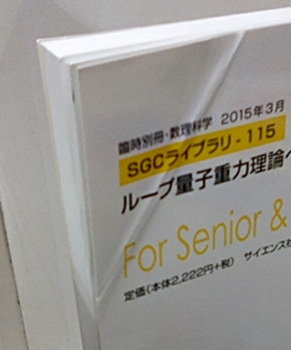 臨時別冊・数理科学 2015年3月
SGCライブラリ - 115
ループ量子重力理論へ
For Senior &
定価(本体2,222円+税) サイエンス社